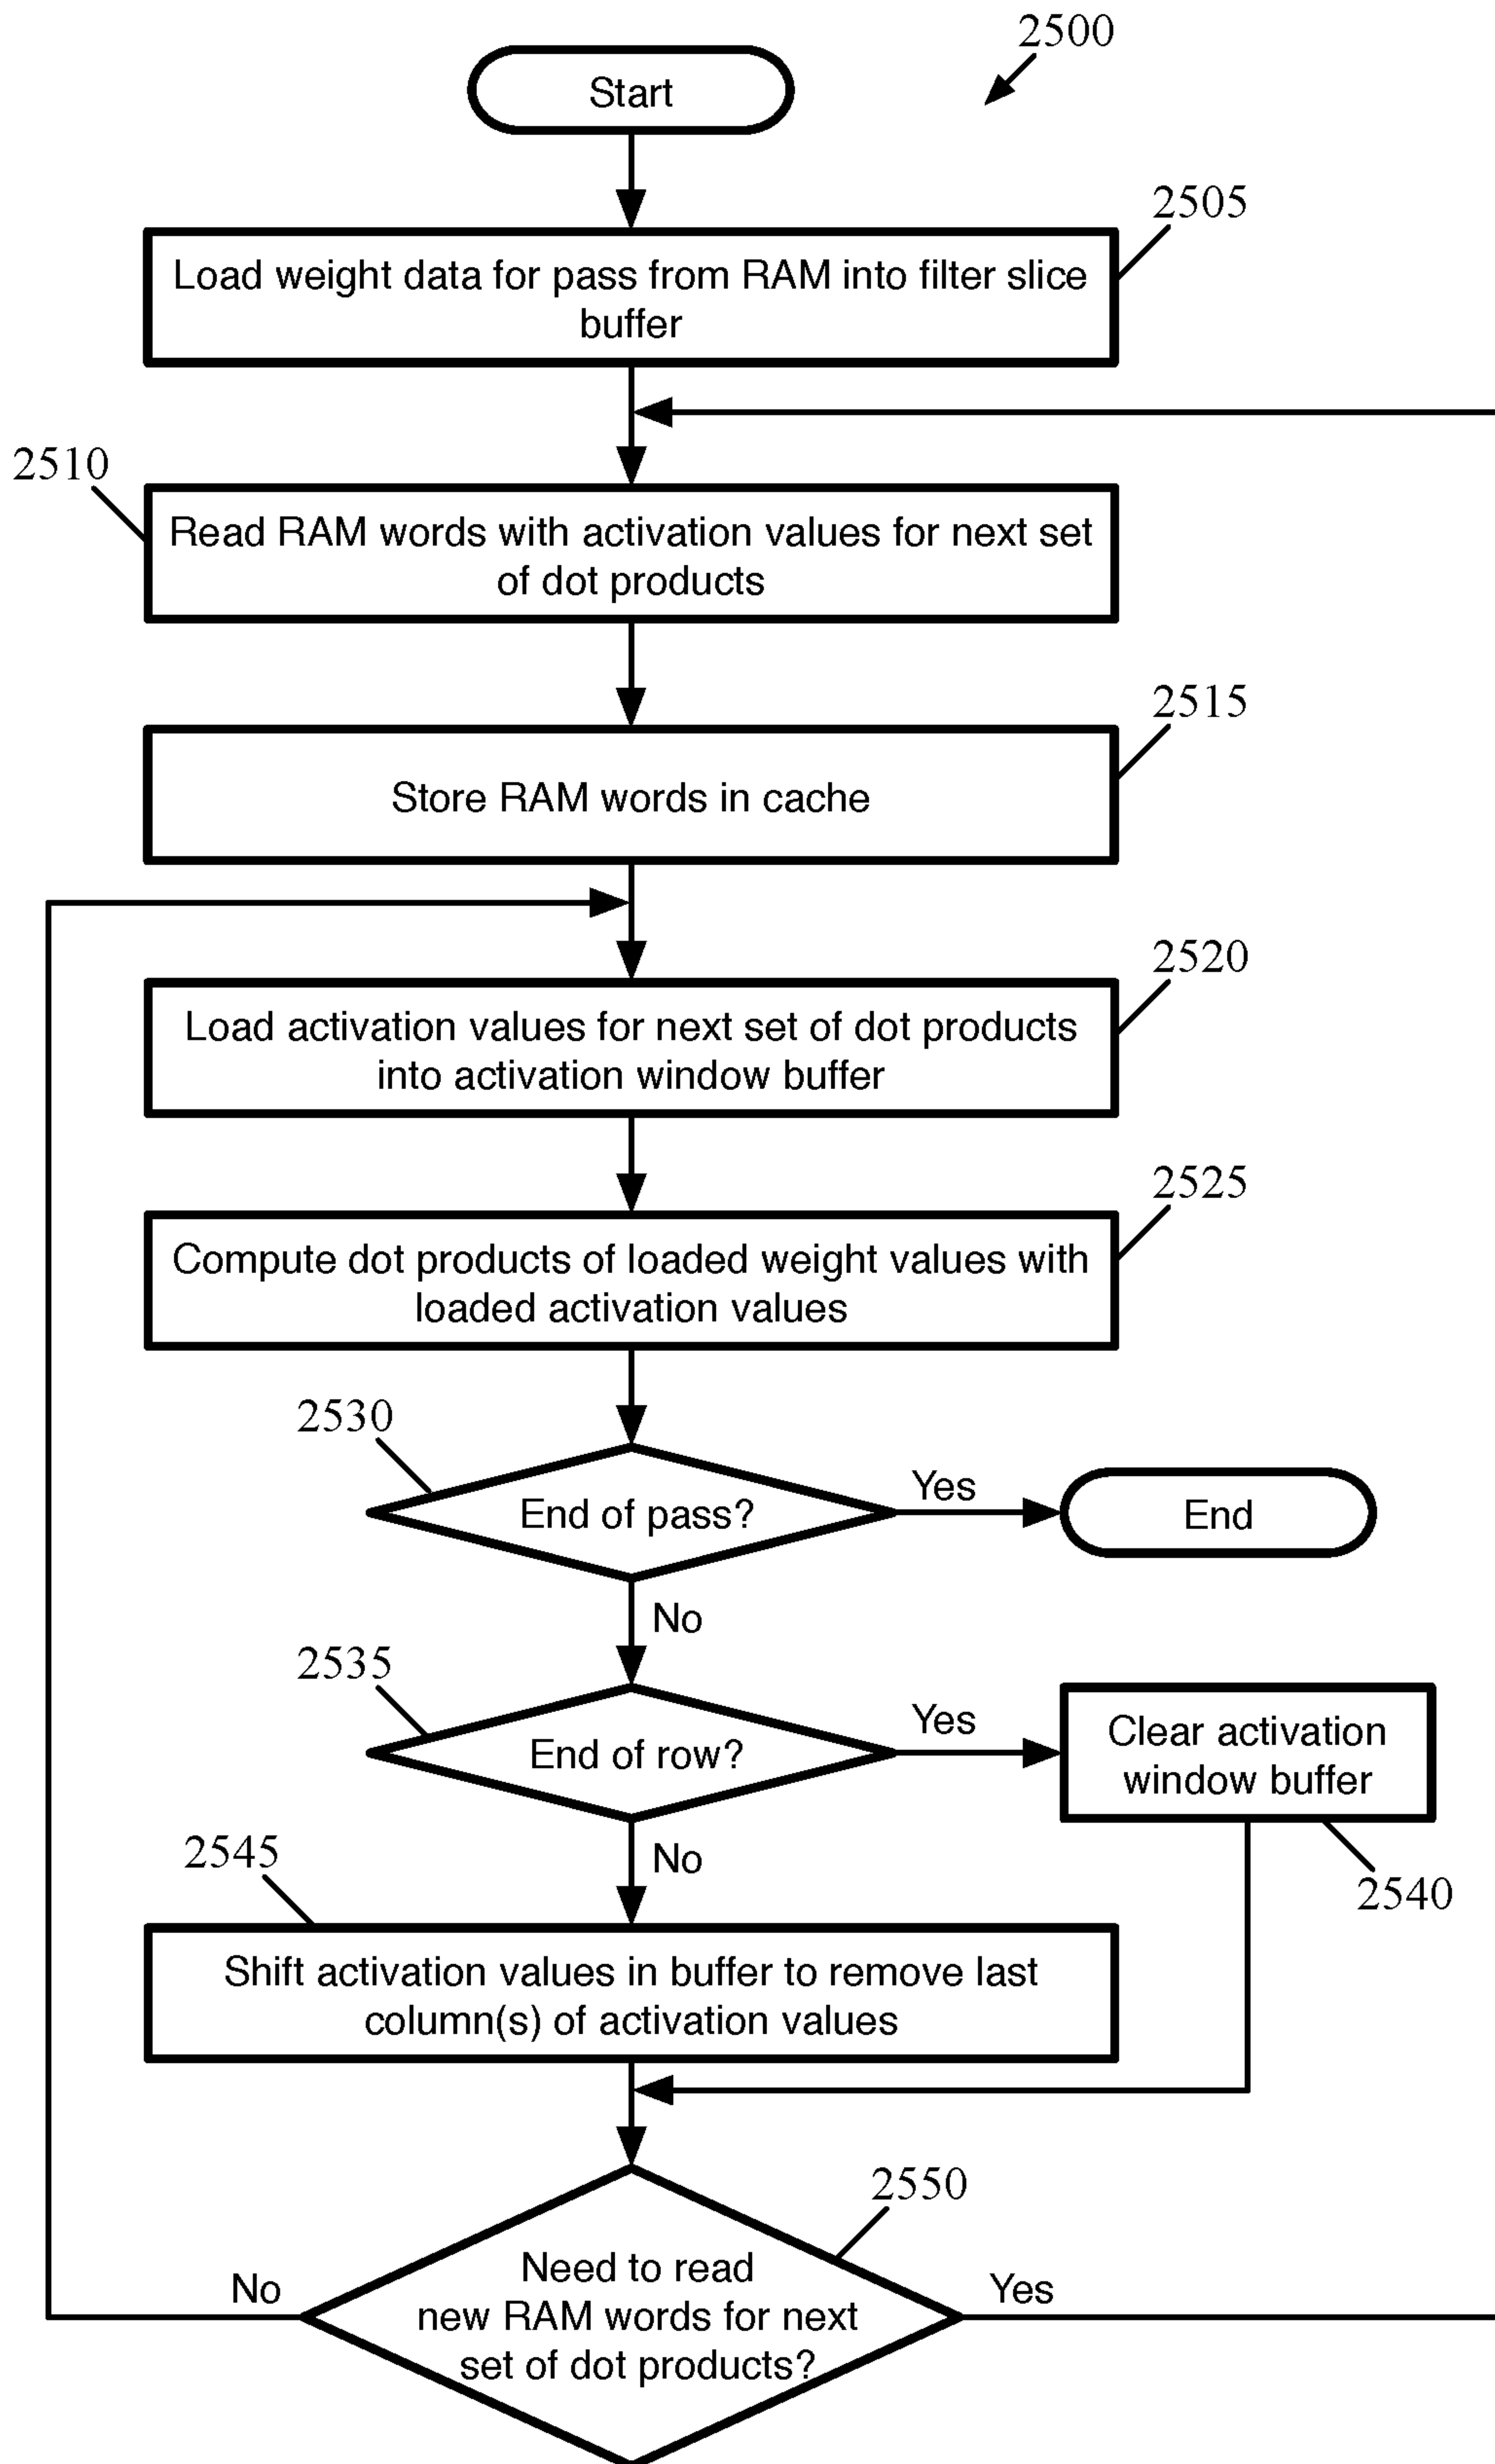 2500
Start
2505
Load weight data for pass from RAM into filter slice
buffer
2510
Read RAM words with activation values for next set
of dot products
2515
Store RAM words in cache
2520
Load activation values for next set of dot products
into activation window buffer
2525
Compute dot products of loaded weight values with
loaded activation values
2530
End of pass?
Yes
End
No
2535
End of row?
Yes
Clear activation
window buffer
2540
No
2545
Shift activation values in buffer to remove last
column(s) of activation values
2550
Need to read
new RAM words for next
set of dot products?
No
Yes